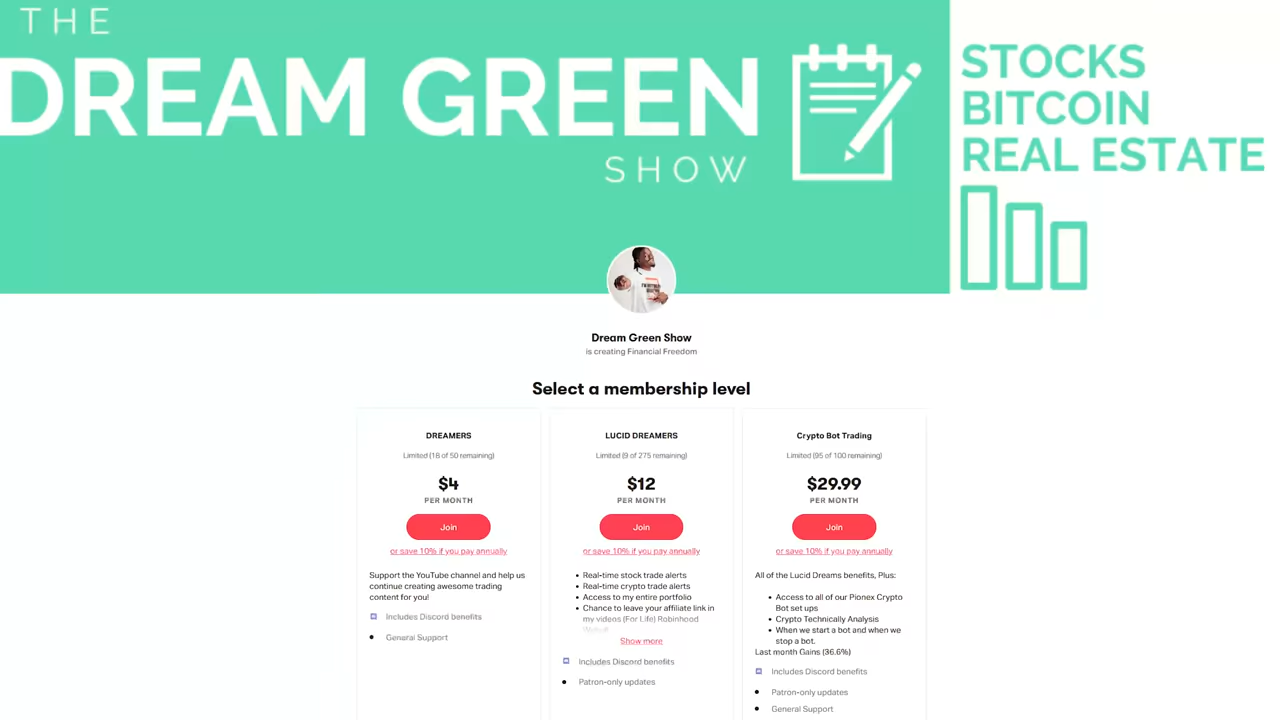 THE
DREAM GREEN
SHOW
STOCKS
BITCOIN
REAL ESTATE
Dream Green Show
is creating Financial Freedom
Select a membership level
DREAMERS
Limited (18 of 50 remaining)
$4
PER MONTH
Join
or save 10% if you pay annually
Support the YouTube channel and help us
continue creating awesome trading
content for you!
Includes Discord benefits
• General Support
LUCID DREAMERS
Limited (9 of 275 remaining)
$12
PER MONTH
Join
or save 10% if you pay annually
• Real-time stock trade alerts
• Real-time crypto trade alerts
• Access to my entire portfolio
• Chance to leave your affiliate link in
my videos (For Life) Robinhood
Show more
Includes Discord benefits
• Patron-only updates
Crypto Bot Trading
Limited (95 of 100 remaining)
$29.99
PER MONTH
Join
or save 10% if you pay annually
All of the Lucid Dreams benefits, Plus:
• Access to all of our Pionex Crypto
Bot set ups
• Crypto Technically Analysis
• When we start a bot and when we
stop a bot.
Last month Gains (36.6%)
Includes Discord benefits
• Patron-only updates
• General Support